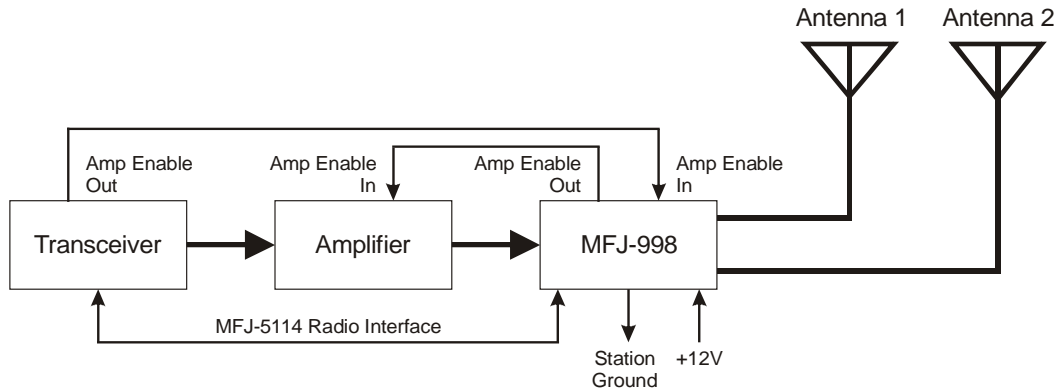 Antenna 1
Antenna 2
Amp Enable
Out
Amp Enable
In
Amp Enable
Out
Amp Enable
In
Transceiver
Amplifier
MFJ-998
MFJ-5114 Radio Interface
Station
Ground
+12V